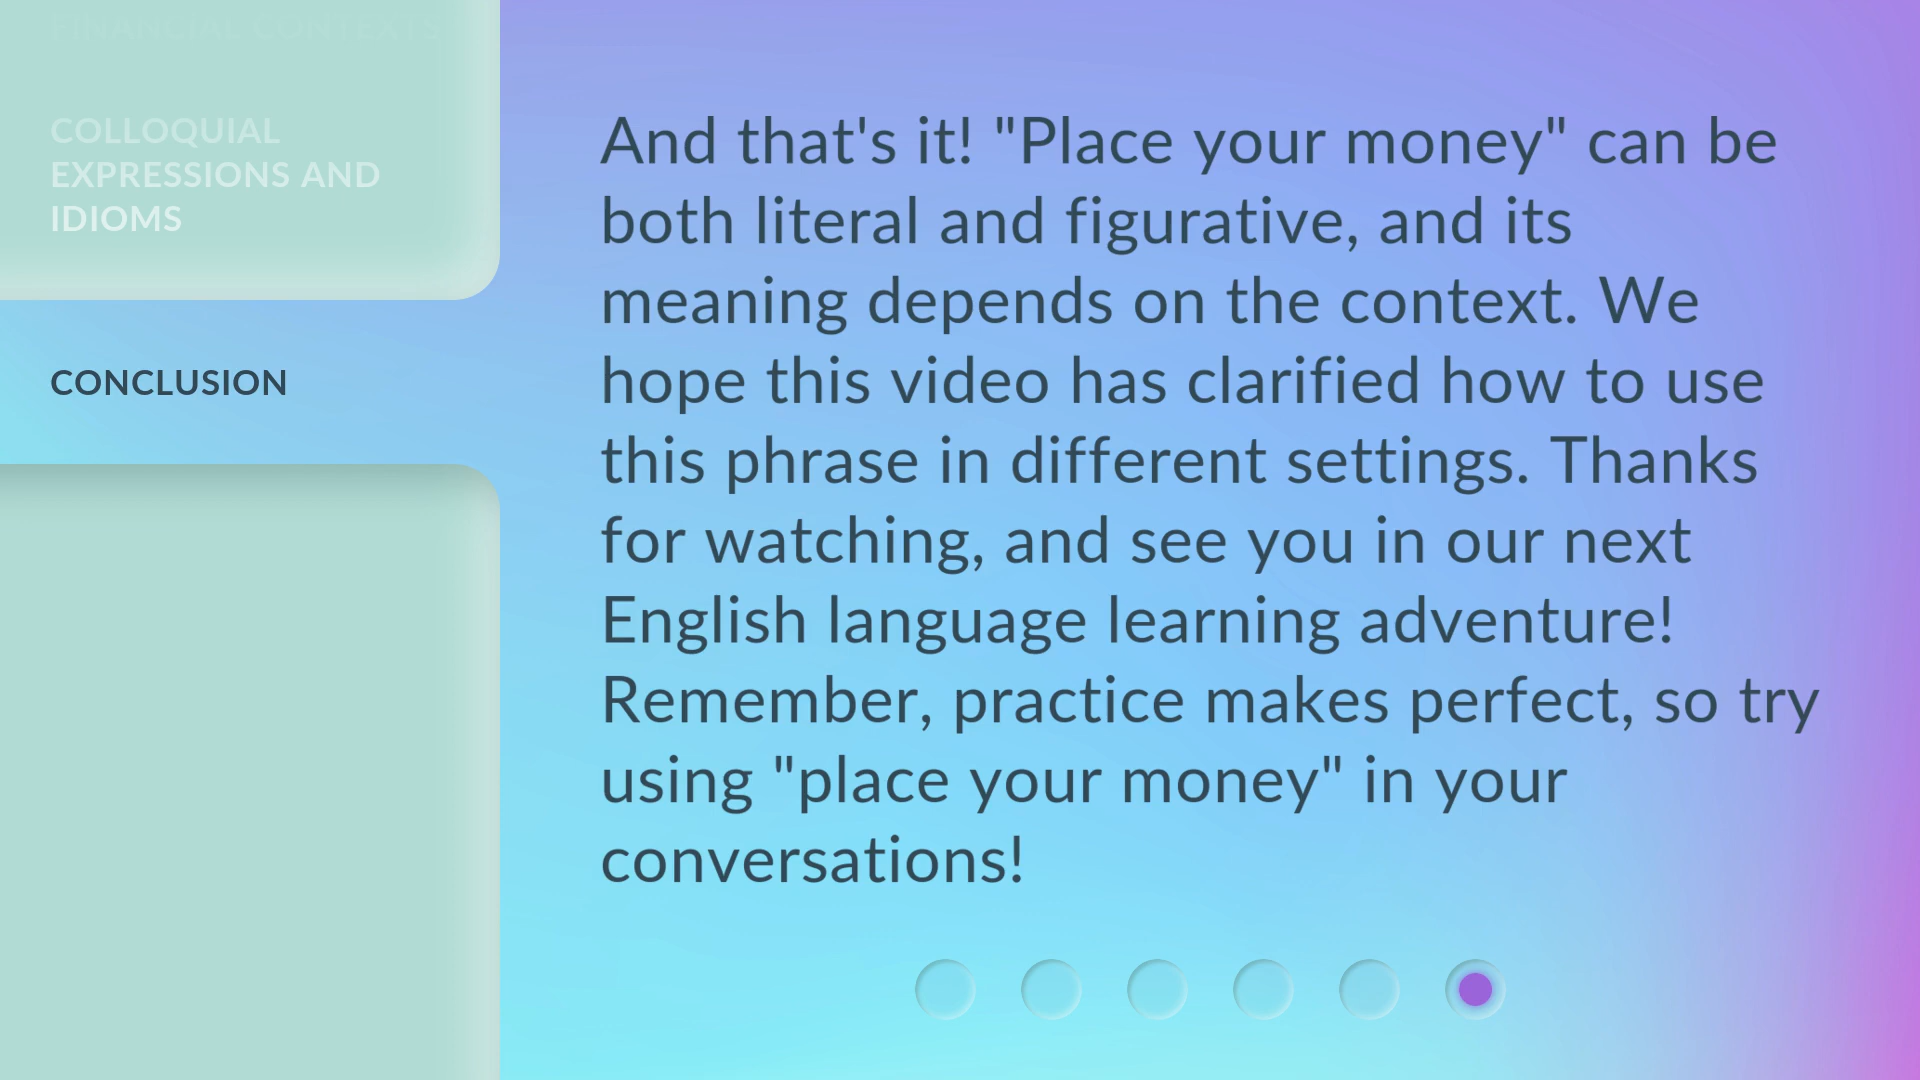 FINANCIAL CONTEXTS
COLLOQUIAL
EXPRESSIONS AND
IDIOMS
CONCLUSION
And that's it! "Place your money" can be
both literal and figurative, and its
meaning depends on the context. We
hope this video has clarified how to use
this phrase in different settings. Thanks
for watching, and see you in our next
English language learning adventure!
Remember, practice makes perfect, so try
using "place your money" in your
conversations!